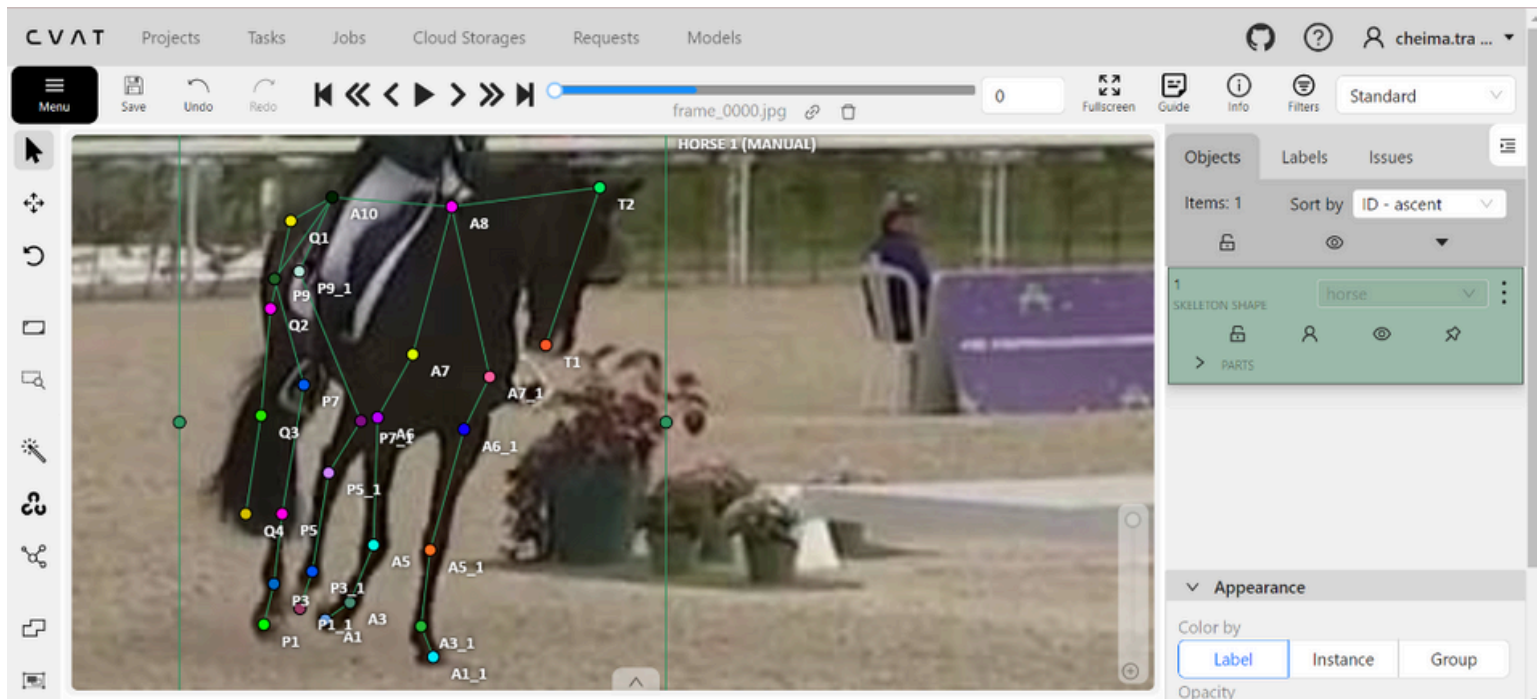 CVAT Projects Tasks Jobs Cloud Storages Requests Models cheima.tra ...
Menu Save Undo Redo 0 Fullscreen Guide Info Filters Standard
frame_0000.jpg
HORSE 1 (MANUAL)
Objects Labels Issues
Items: 1 Sort by ID - ascent
1
SKELETON SHAPE horse
PARTS
T2
A10
A8
Q1
P9 P9_1
Q2
T1
A7
A7_1
P7
Q3
P7_1 A6
A6_1
P5_1
Q4 P5
A5
A5_1
P3 P3_1
A3
P1_1
A1
P1
A3_1
A1_1
Appearance
Color by
Label Instance Group
Opacity